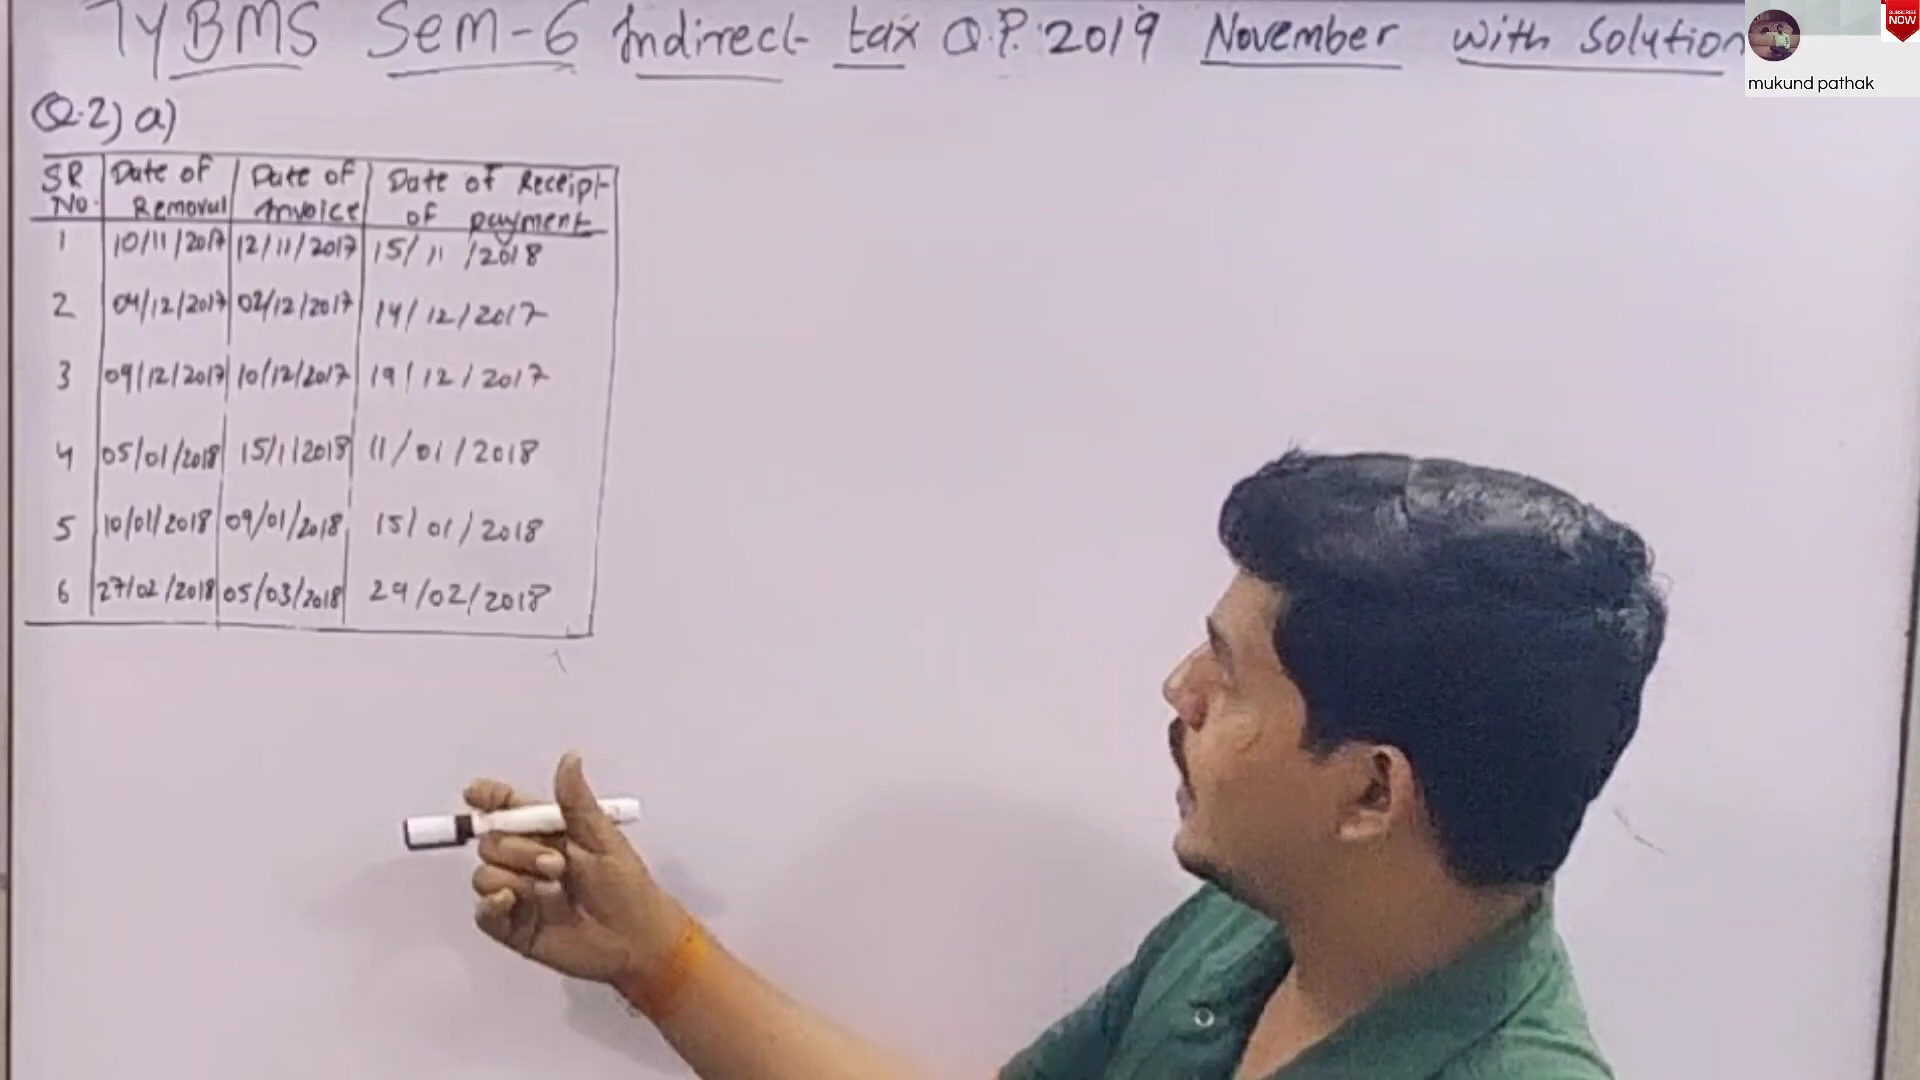 TyBMS Sem-6 Indirect tax Q.P. 2019 November with Solution
SUBSCRIBE NOW
mukund pathak
Q.2) a)
SR No. Date of Removal Date of Invoice Date of Receipt of payment
1 10/11/2017 12/11/2017 15/11/2018
2 04/12/2017 02/12/2017 14/12/2017
3 09/12/2017 10/12/2017 19/12/2017
4 05/01/2018 15/1/2018 11/01/2018
5 10/01/2018 09/01/2018 15/01/2018
6 27/02/2018 05/03/2018 29/02/2018